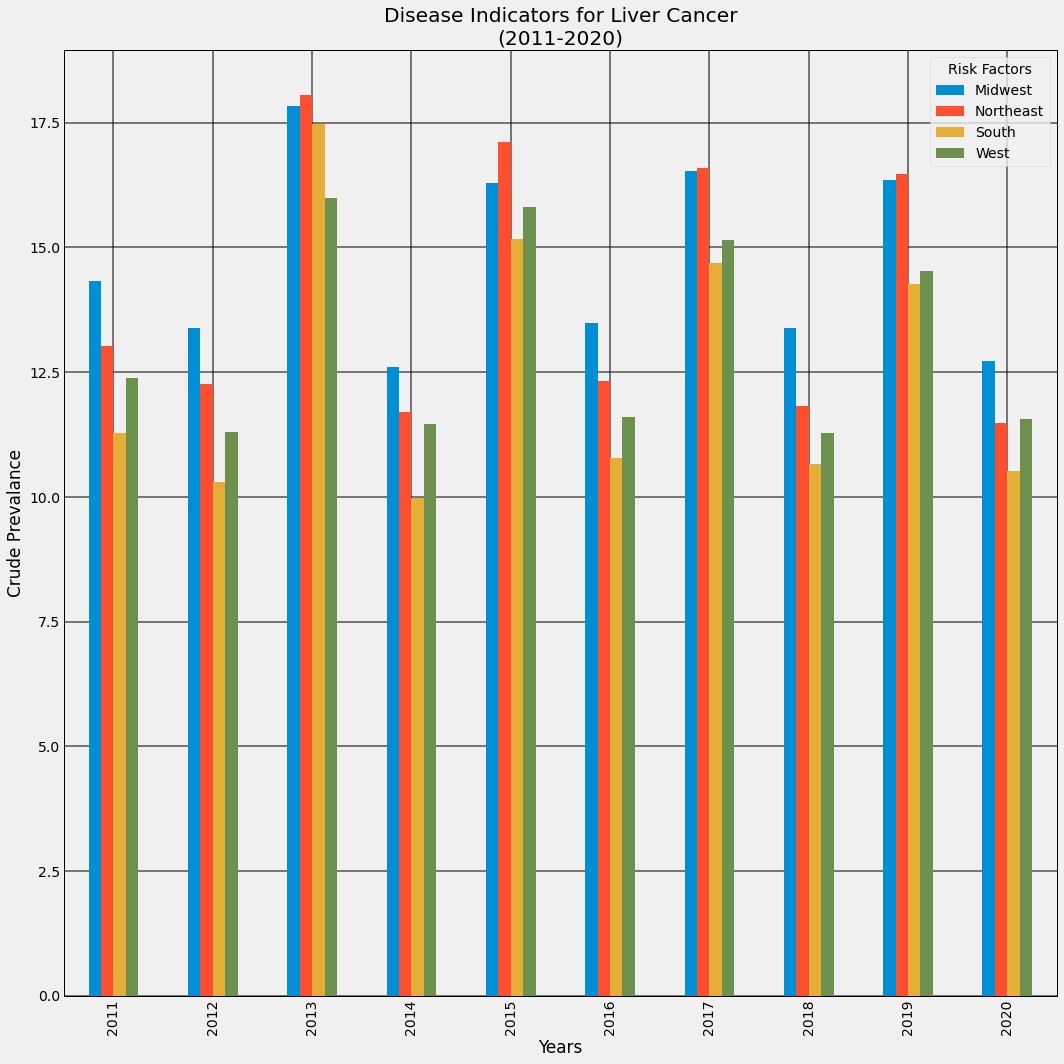 Disease Indicators for Liver Cancer
(2011-2020)
Risk Factors
Midwest
Northeast
South
West
Crude Prevalance
17.5
15.0
12.5
10.0
7.5
5.0
2.5
0.0
2011
2012
2013
2014
2015
2016
2017
2018
2019
2020
Years